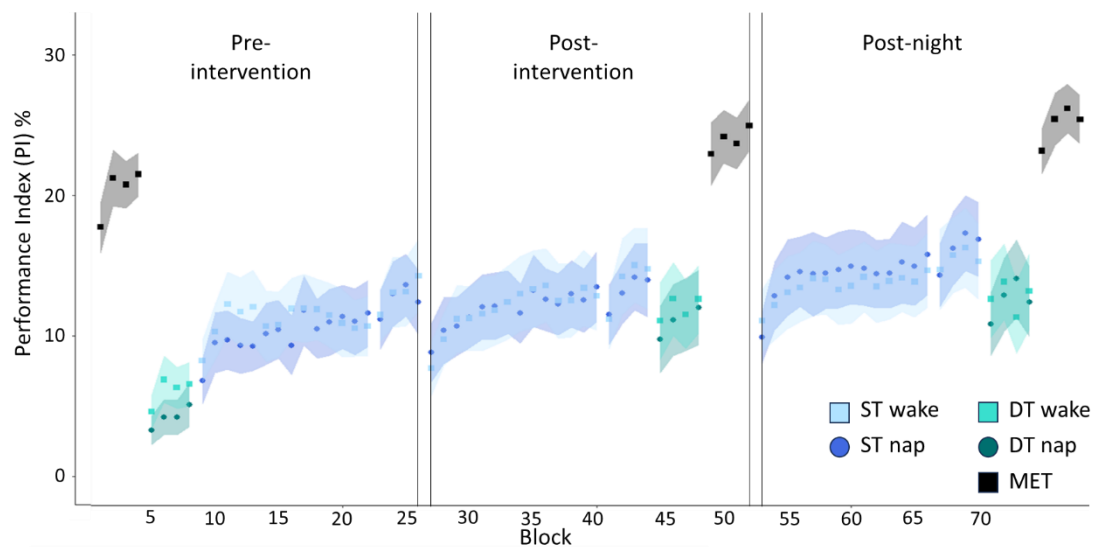 Pre-
intervention
Post-
intervention
Post-night
Performance Index (PI) %
30
20
10
0
ST wake
ST nap
DT wake
DT nap
MET
5 10 15 20 25 30 35 40 45 50 55 60 65 70
Block